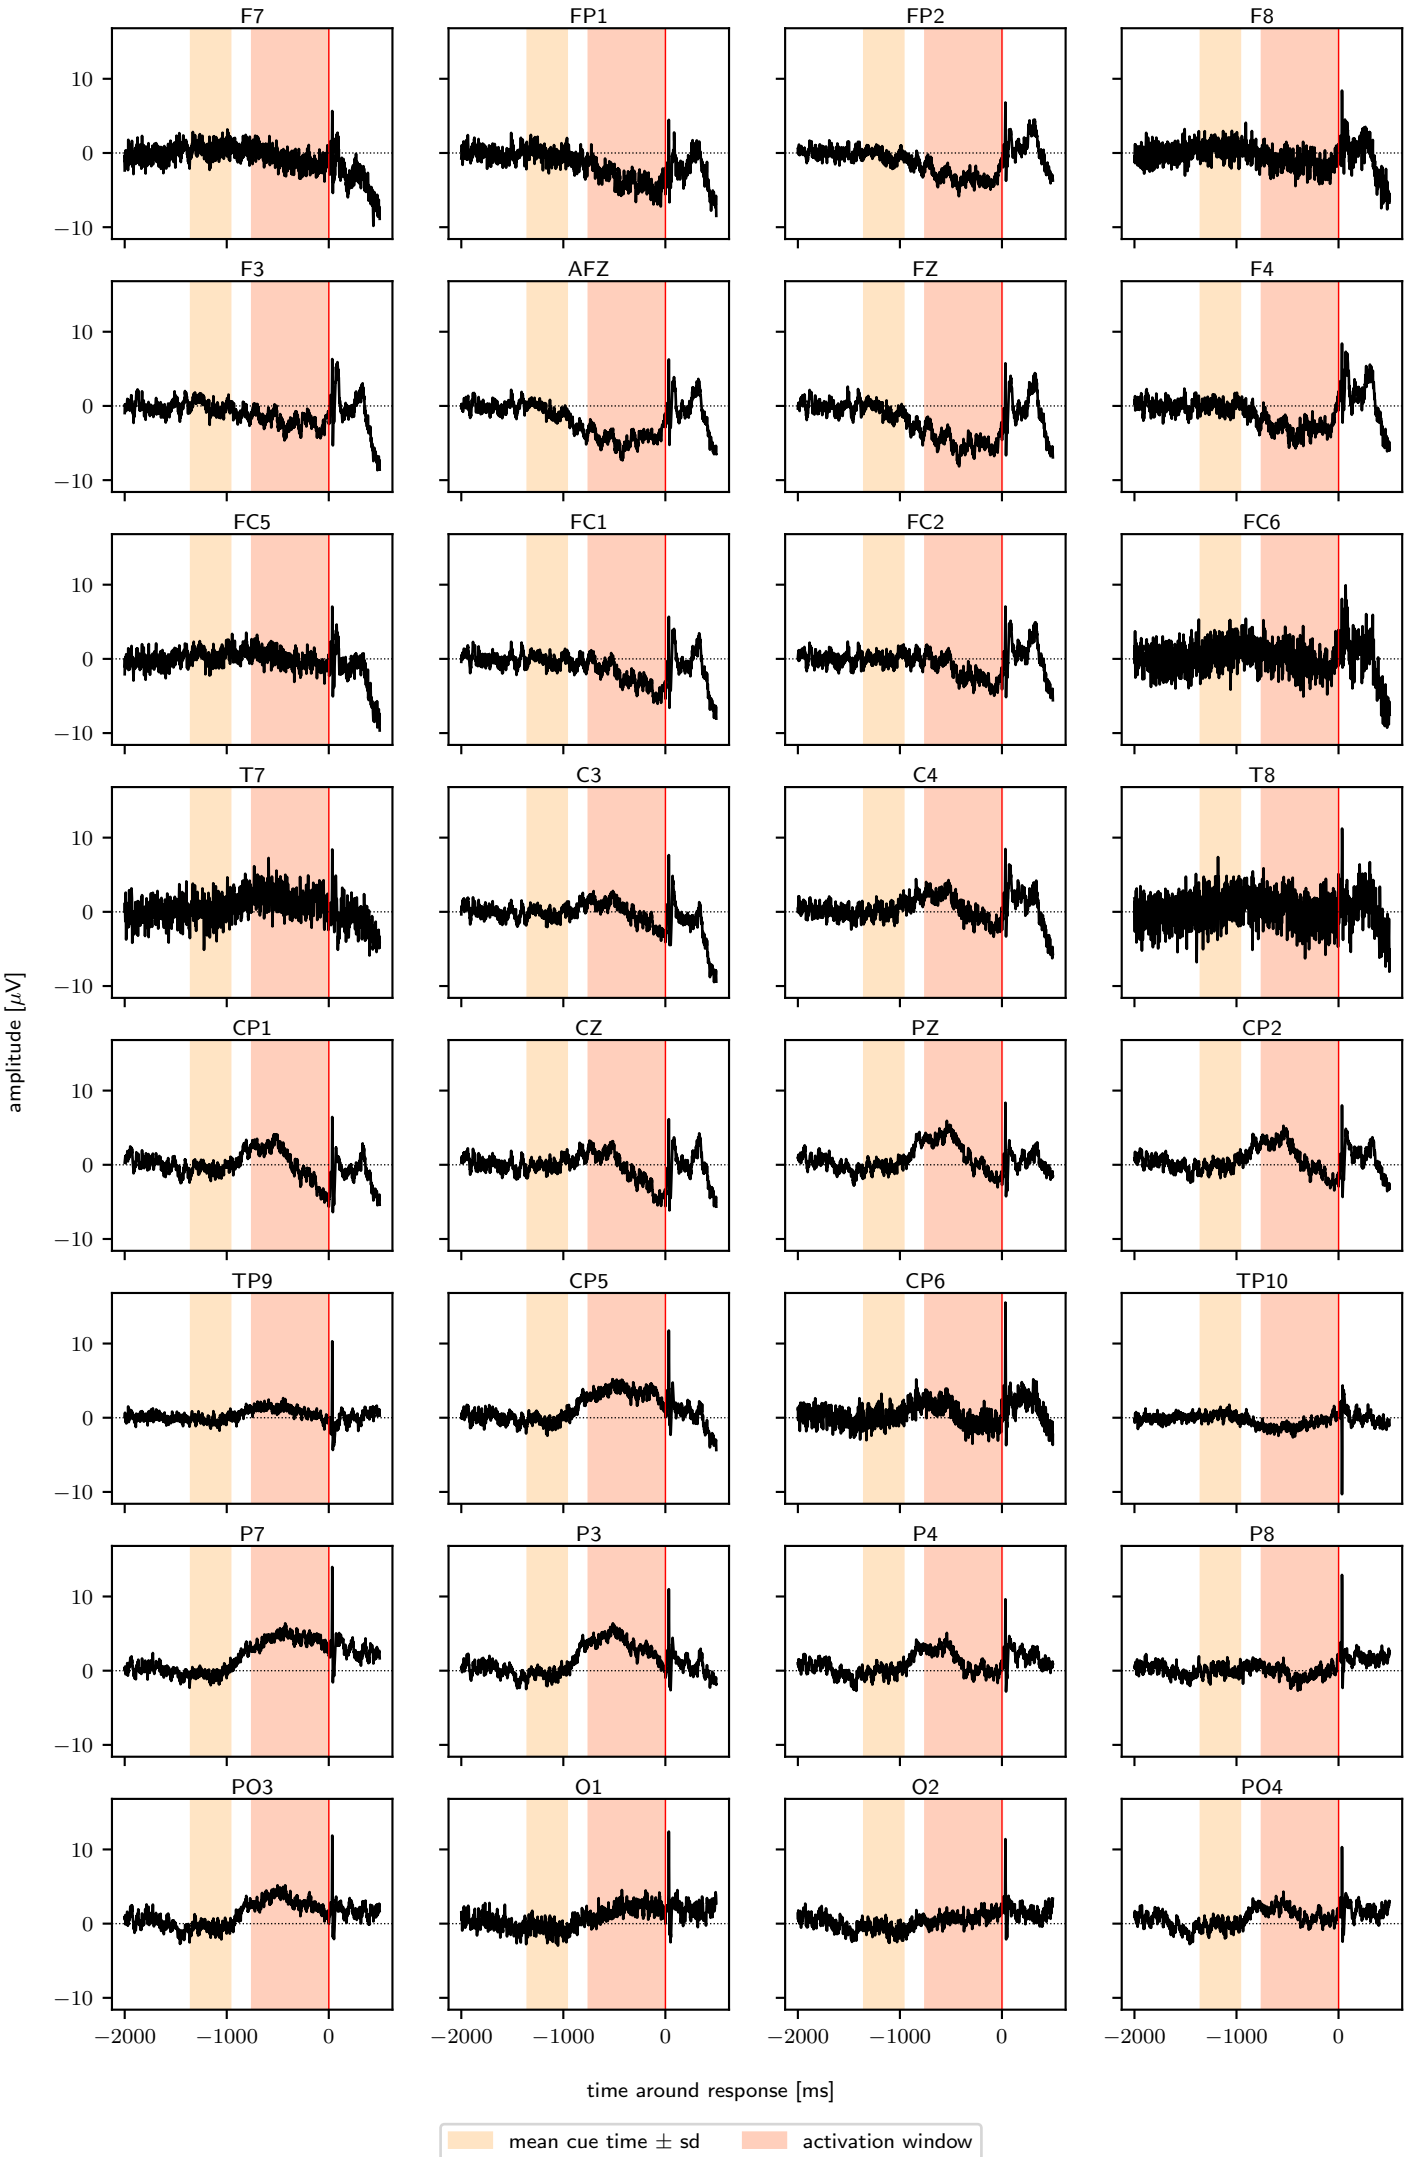 F7 FP1 FP2 F8
10
0
−10
F3 AFZ FZ F4
10
0
−10
FC5 FC1 FC2 FC6
10
0
−10
T7 C3 C4 T8
10
0
−10
CP1 CZ PZ CP2
10
0
−10
TP9 CP5 CP6 TP10
10
0
−10
P7 P3 P4 P8
10
0
−10
PO3 O1 O2 PO4
10
0
−10
−2000 −1000 0 −2000 −1000 0 −2000 −1000 0 −2000 −1000 0
amplitude [μV]
time around response [ms]
mean cue time ± sd activation window